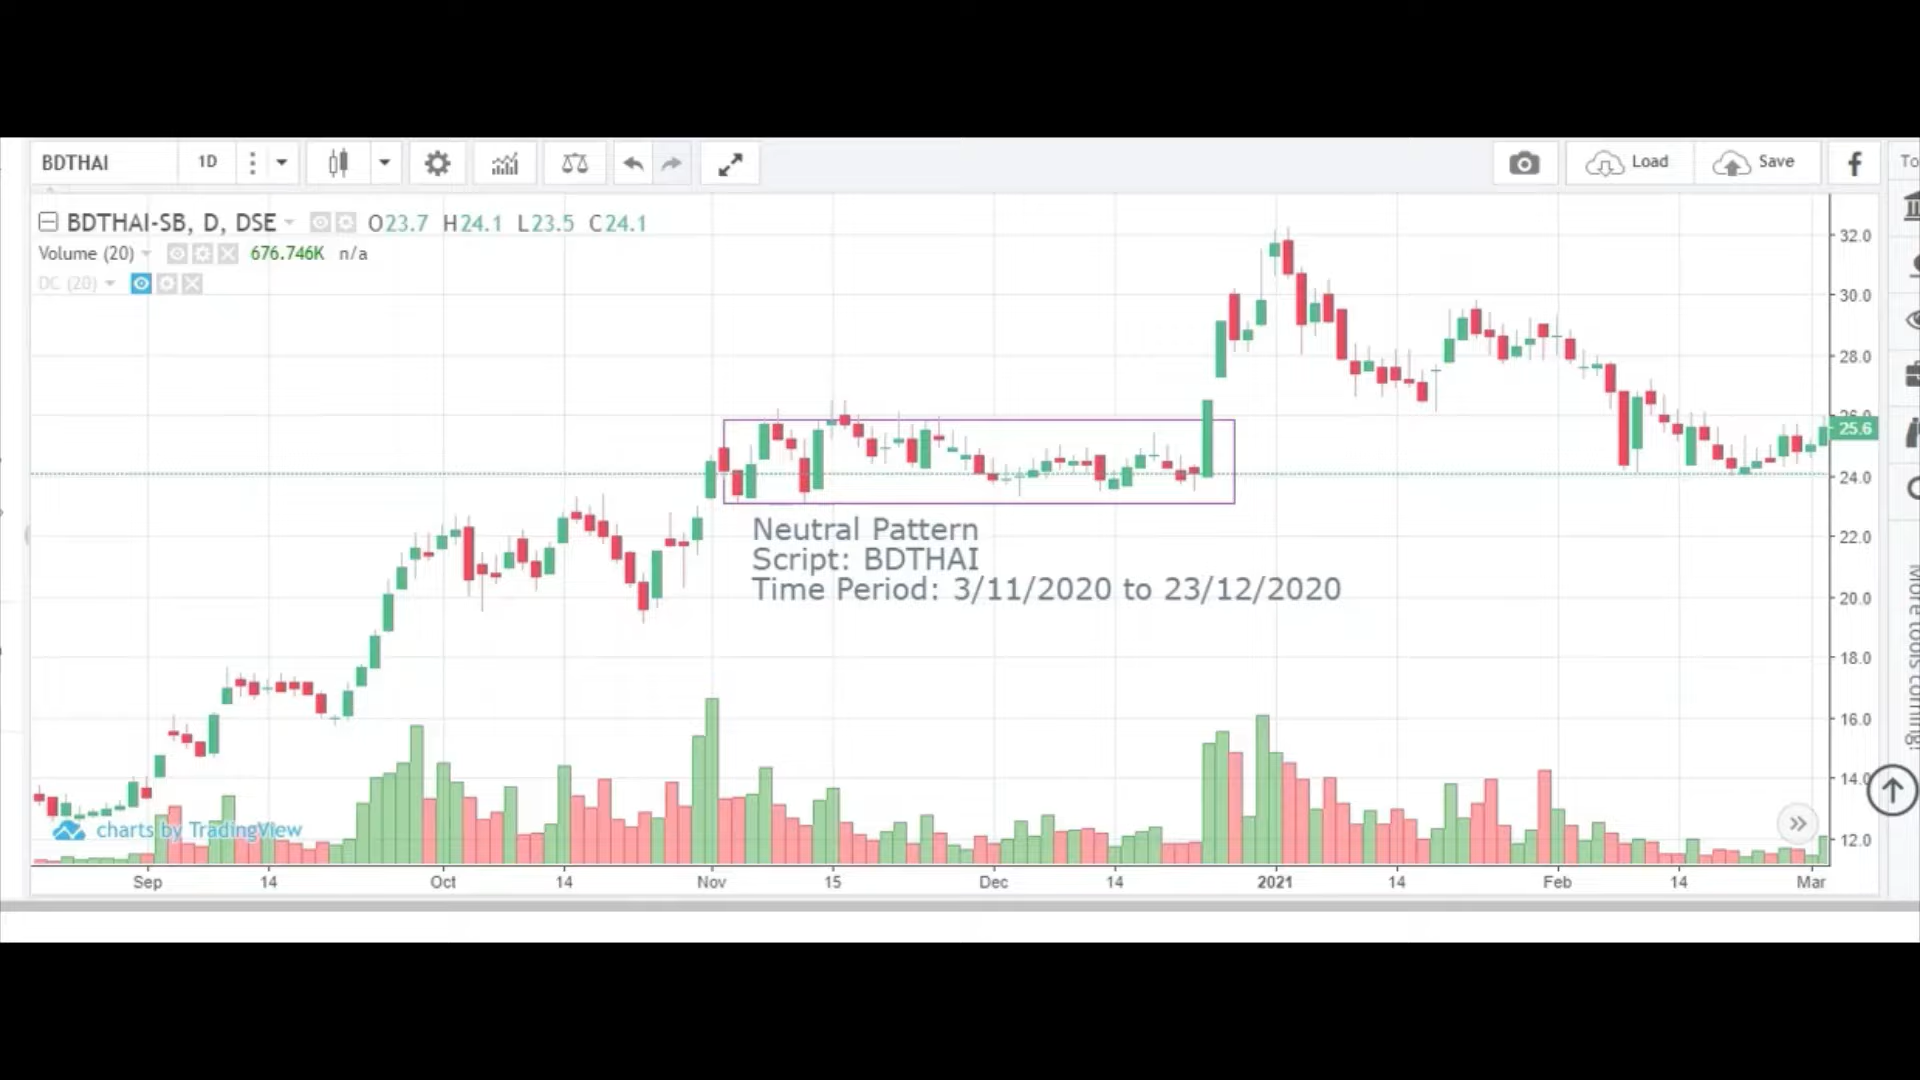 BDTHAI
1D
Load
Save
To
BDTHAI-SB, D, DSE
O23.7 H24.1 L23.5 C24.1
Volume (20)
676.746K n/a
DC (20)
32.0
30.0
28.0
26.0
25.6
24.0
22.0
20.0
18.0
16.0
14.0
12.0
Neutral Pattern
Script: BDTHAI
Time Period: 3/11/2020 to 23/12/2020
More tools coming!
charts by TradingView
Sep 14 Oct 14 Nov 15 Dec 14 2021 14 Feb 14 Mar